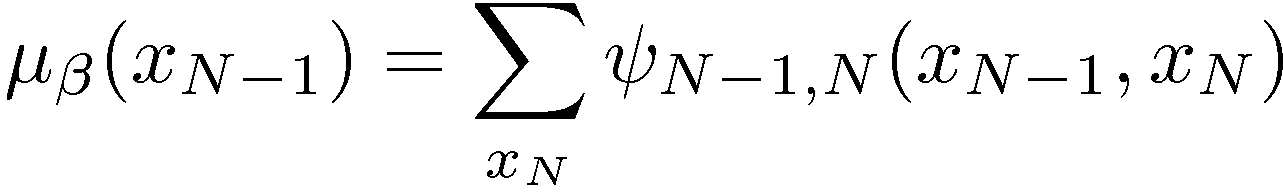 μ_β(x_{N−1}) = ∑_{x_N} ψ_{N−1,N}(x_{N−1}, x_N)